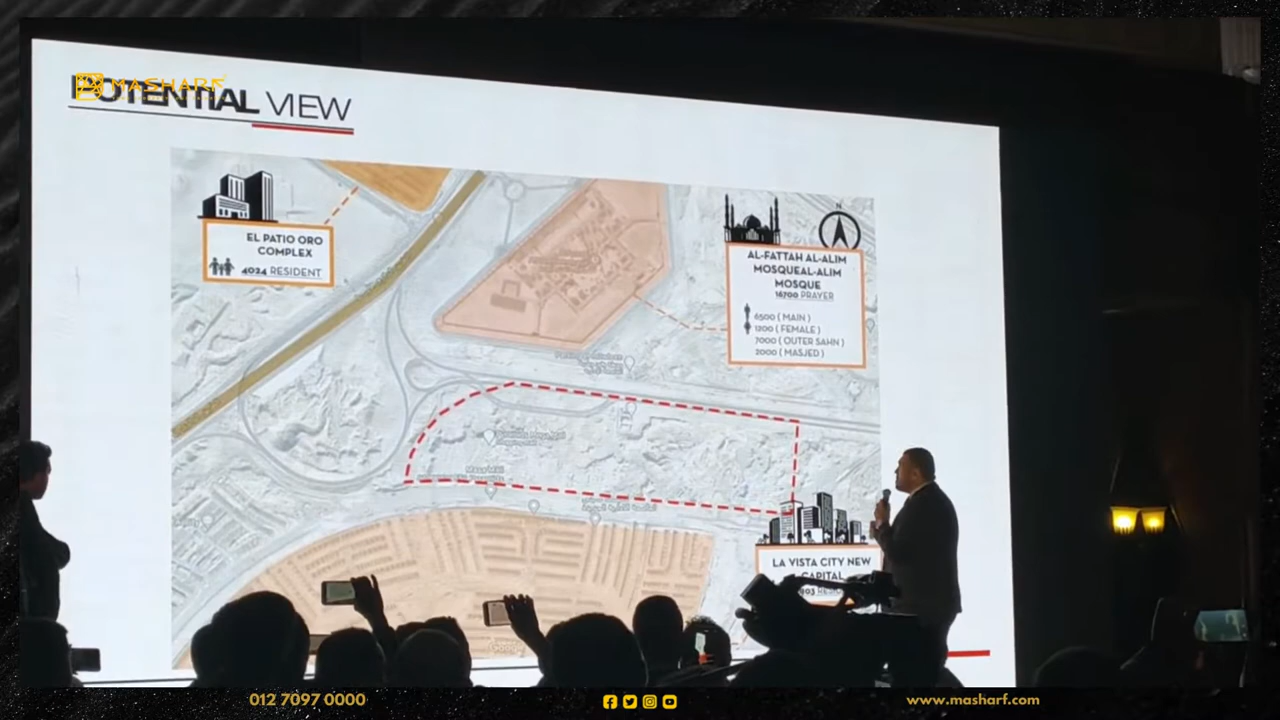 MASHARF
POTENTIAL VIEW
EL PATIO ORO
COMPLEX
4024 RESIDENT
N
AL-FATTAH AL-ALIM
MOSQUEAL-ALIM
MOSQUE
16700 PRAYER
6500 ( MAIN )
1200 ( FEMALE )
7000 ( OUTER SAHN )
2000 ( MASJED )
LA VISTA CITY NEW
CAPITAL
012 7097 0000
www.masharf.com